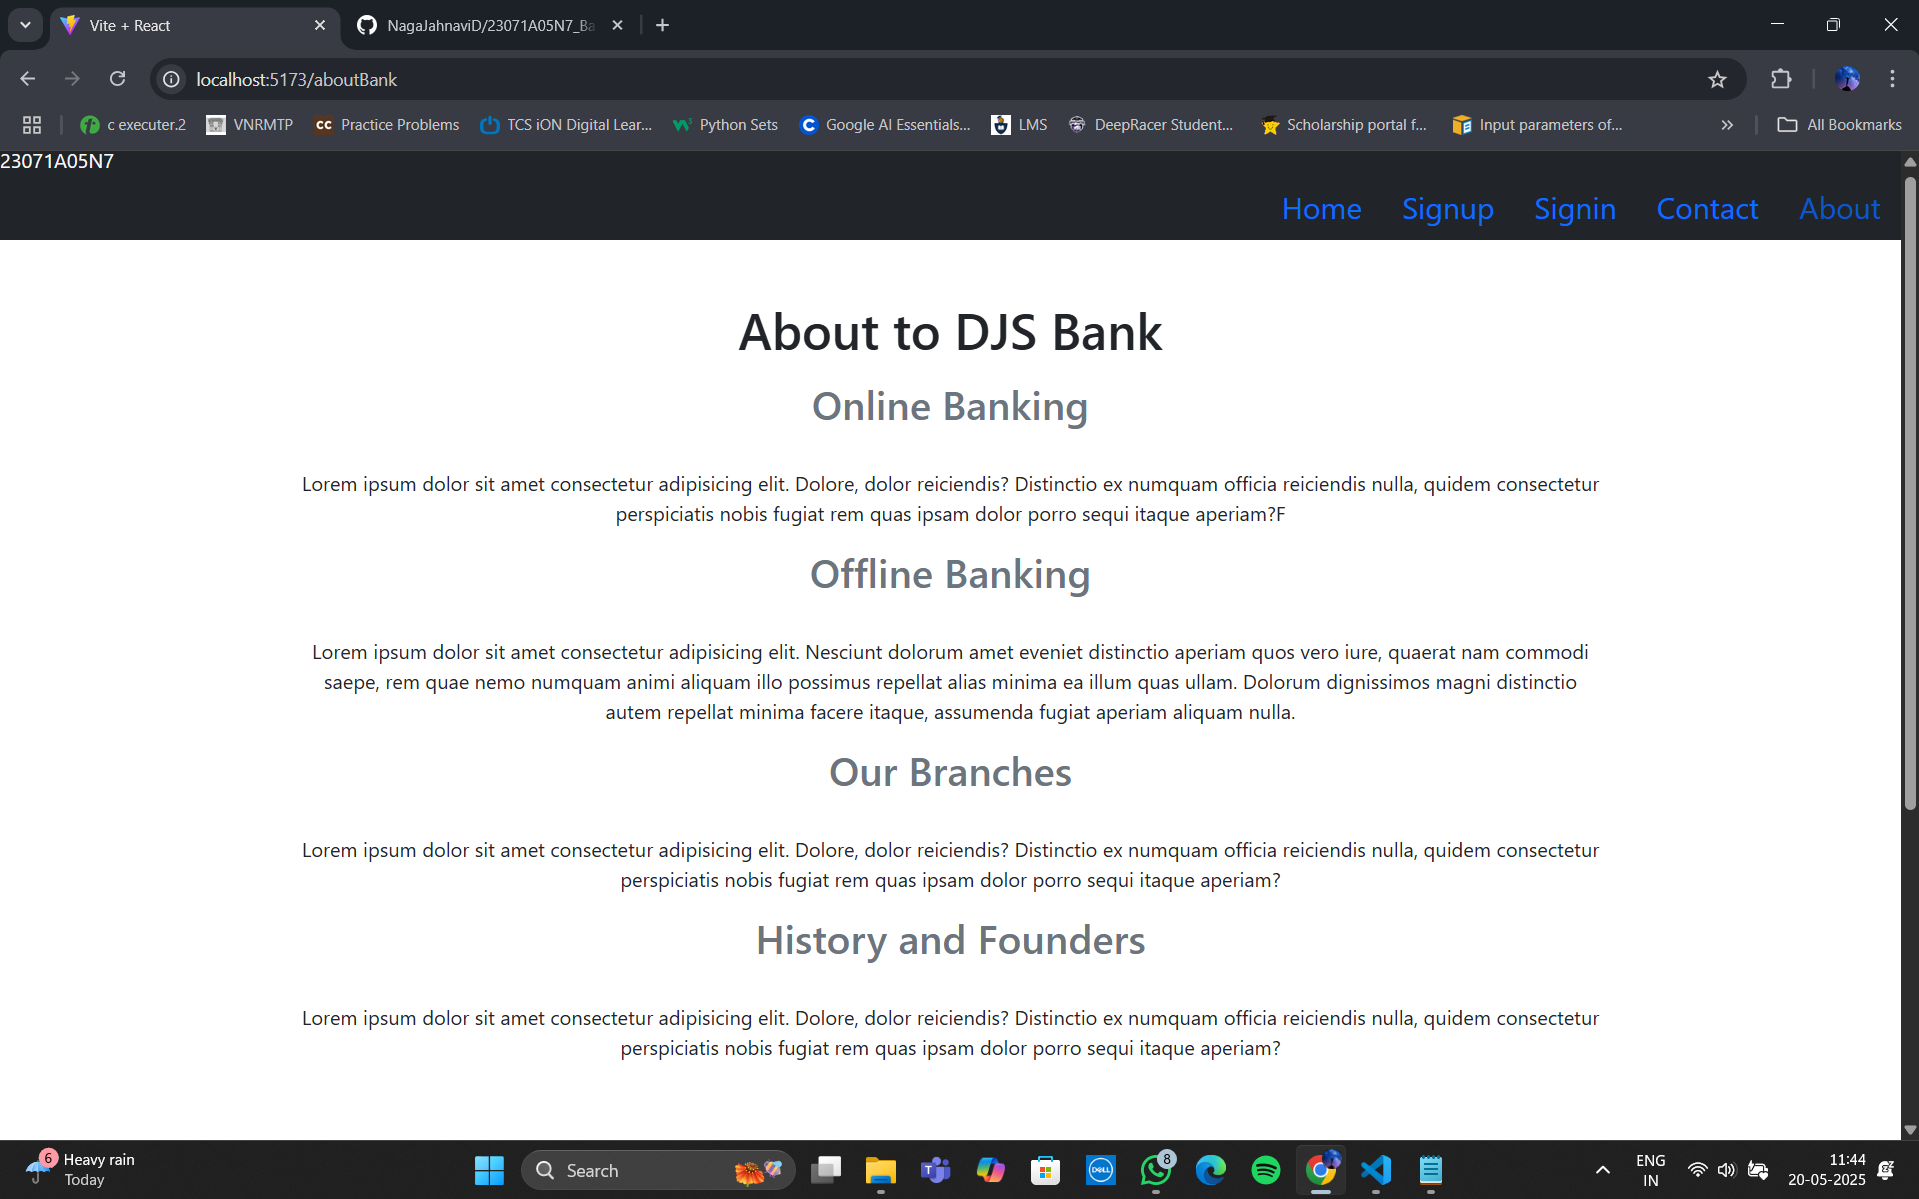 Vite + React
NagaJahnaviD/23071A05N7_Ba
localhost:5173/aboutBank
c executer.2
VNRMTP
Practice Problems
TCS iON Digital Lear...
Python Sets
Google AI Essentials...
LMS
DeepRacer Student...
Scholarship portal f...
Input parameters of...
All Bookmarks
23071A05N7
Home Signup Signin Contact About
About to DJS Bank
Online Banking
Lorem ipsum dolor sit amet consectetur adipisicing elit. Dolore, dolor reiciendis? Distinctio ex numquam officia reiciendis nulla, quidem consectetur
perspiciatis nobis fugiat rem quas ipsam dolor porro sequi itaque aperiam?F
Offline Banking
Lorem ipsum dolor sit amet consectetur adipisicing elit. Nesciunt dolorum amet eveniet distinctio aperiam quos vero iure, quaerat nam commodi
saepe, rem quae nemo numquam animi aliquam illo possimus repellat alias minima ea illum quas ullam. Dolorum dignissimos magni distinctio
autem repellat minima facere itaque, assumenda fugiat aperiam aliquam nulla.
Our Branches
Lorem ipsum dolor sit amet consectetur adipisicing elit. Dolore, dolor reiciendis? Distinctio ex numquam officia reiciendis nulla, quidem consectetur
perspiciatis nobis fugiat rem quas ipsam dolor porro sequi itaque aperiam?
History and Founders
Lorem ipsum dolor sit amet consectetur adipisicing elit. Dolore, dolor reiciendis? Distinctio ex numquam officia reiciendis nulla, quidem consectetur
perspiciatis nobis fugiat rem quas ipsam dolor porro sequi itaque aperiam?
6
Heavy rain
Today
Search
DELL
8
ENG
IN
11:44
20-05-2025